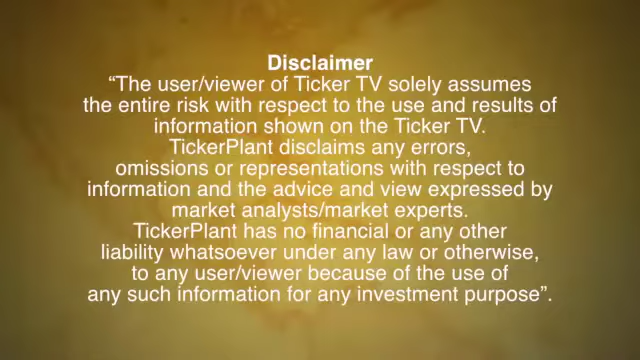 Disclaimer
“The user/viewer of Ticker TV solely assumes
the entire risk with respect to the use and results of
information shown on the Ticker TV.
TickerPlant disclaims any errors,
omissions or representations with respect to
information and the advice and view expressed by
market analysts/market experts.
TickerPlant has no financial or any other
liability whatsoever under any law or otherwise,
to any user/viewer because of the use of
any such information for any investment purpose”.